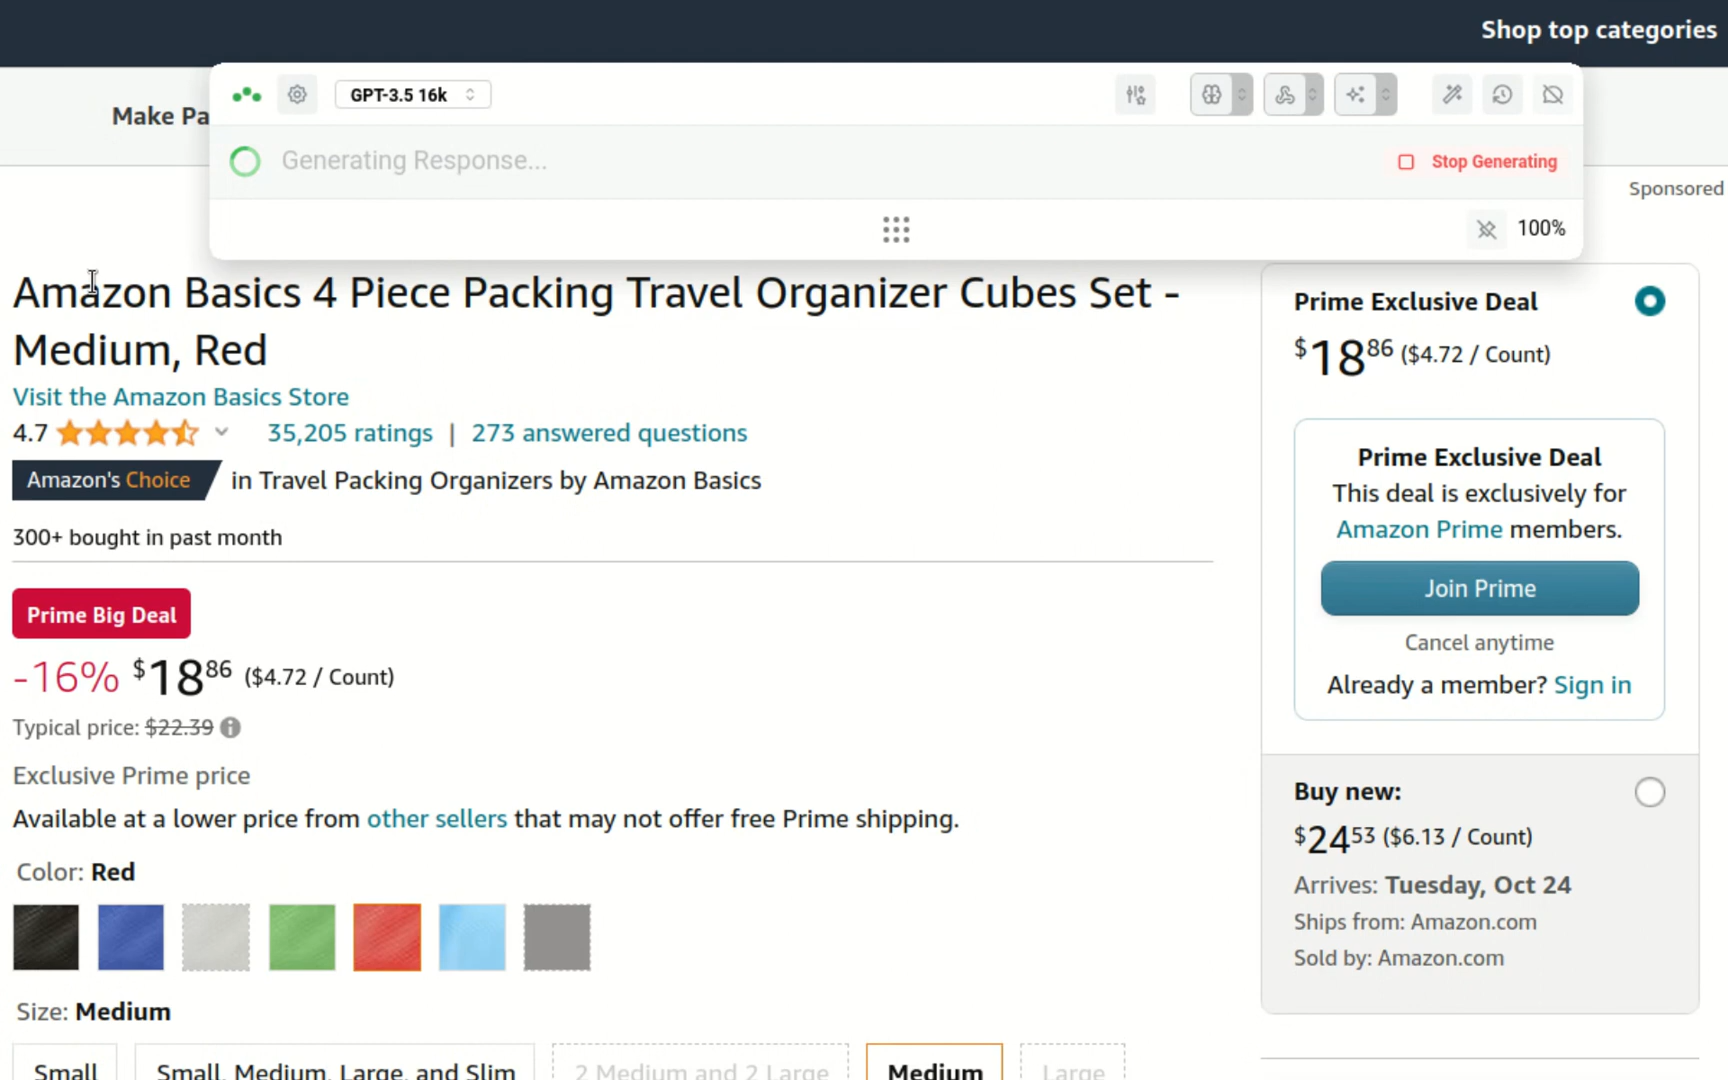 Shop top categories
Make Pa
GPT-3.5 16k
Generating Response...
Stop Generating
100%
Sponsored
Amazon Basics 4 Piece Packing Travel Organizer Cubes Set -
Medium, Red
Visit the Amazon Basics Store
4.7
35,205 ratings | 273 answered questions
Amazon's Choice in Travel Packing Organizers by Amazon Basics
300+ bought in past month
Prime Big Deal
-16% $18 86 ($4.72 / Count)
Typical price: $22.39
Exclusive Prime price
Available at a lower price from other sellers that may not offer free Prime shipping.
Color: Red
Size: Medium
Small
Small, Medium, Large, and Slim
2 Medium and 2 Large
Medium
Large
Prime Exclusive Deal
$18 86 ($4.72 / Count)
Prime Exclusive Deal
This deal is exclusively for
Amazon Prime members.
Join Prime
Cancel anytime
Already a member? Sign in
Buy new:
$24 53 ($6.13 / Count)
Arrives: Tuesday, Oct 24
Ships from: Amazon.com
Sold by: Amazon.com